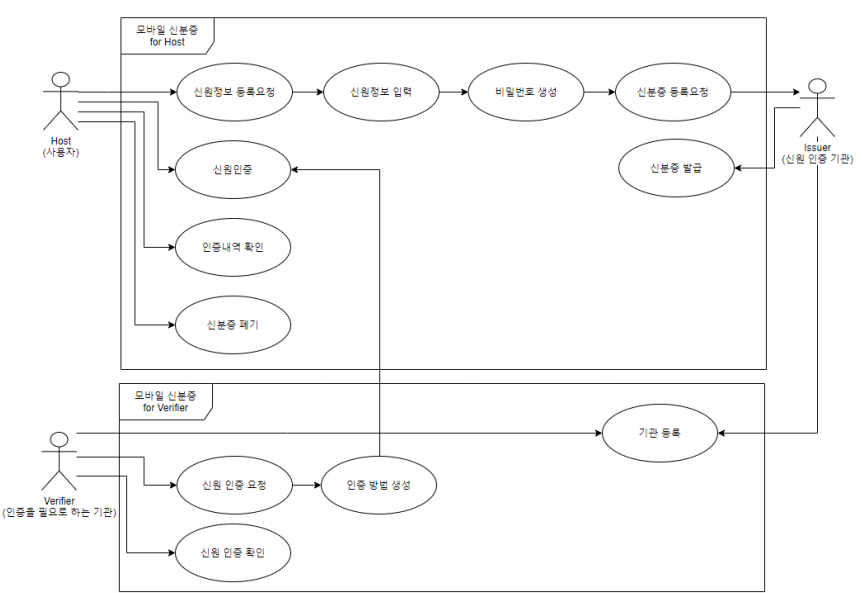 모바일 신분증
for Host
신원정보 등록요청
신원정보 입력
비밀번호 생성
신분증 등록요청
Host
(사용자)
Issuer
(신원 인증 기관)
신원인증
신분증 발급
인증내역 확인
신분증 폐기
모바일 신분증
for Verifier
기관 등록
신원 인증 요청
인증 방법 생성
Verifier
(인증을 필요로 하는 기관)
신원 인증 확인